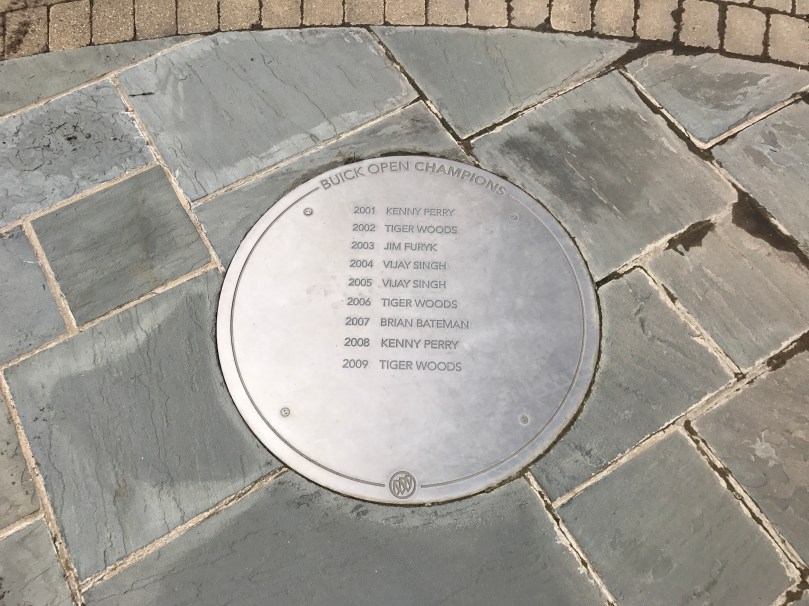 BUICK OPEN CHAMPIONS
2001 KENNY PERRY
2002 TIGER WOODS
2003 JIM FURYK
2004 VIJAY SINGH
2005 VIJAY SINGH
2006 TIGER WOODS
2007 BRIAN BATEMAN
2008 KENNY PERRY
2009 TIGER WOODS